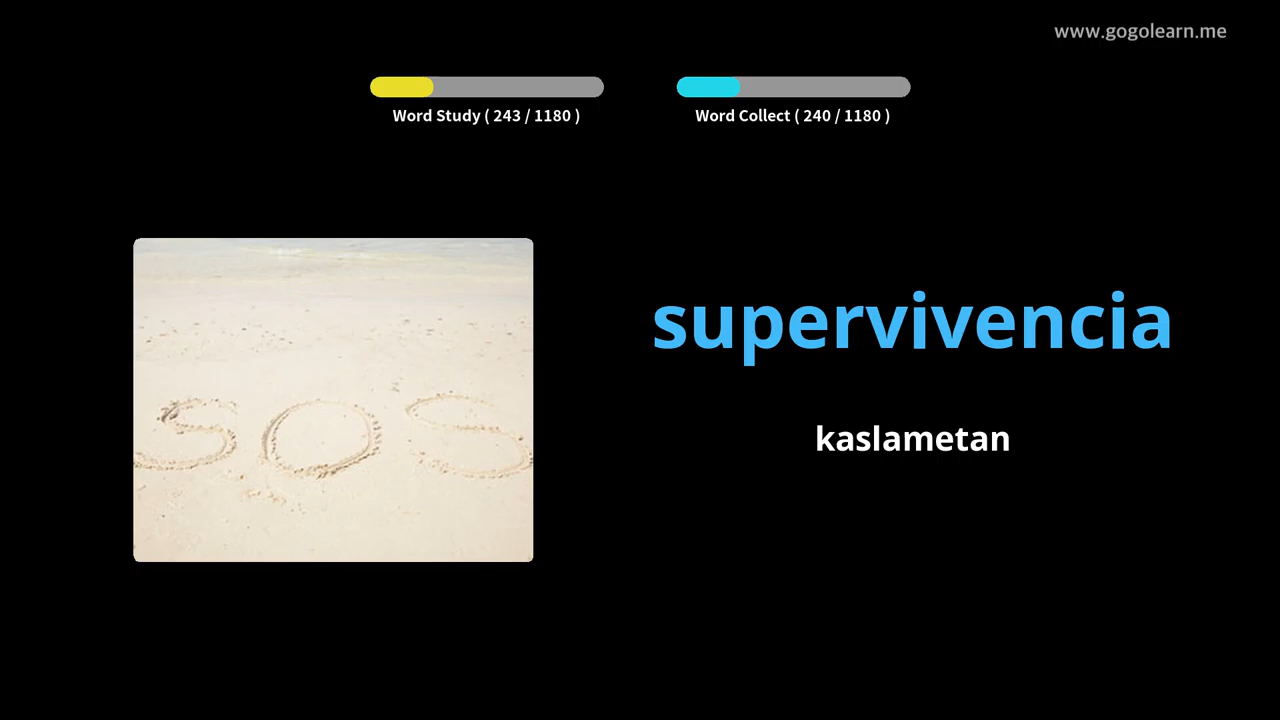 www.gogolearn.me
Word Study ( 243 / 1180 )
Word Collect ( 240 / 1180 )
SOS
supervivencia
kaslametan